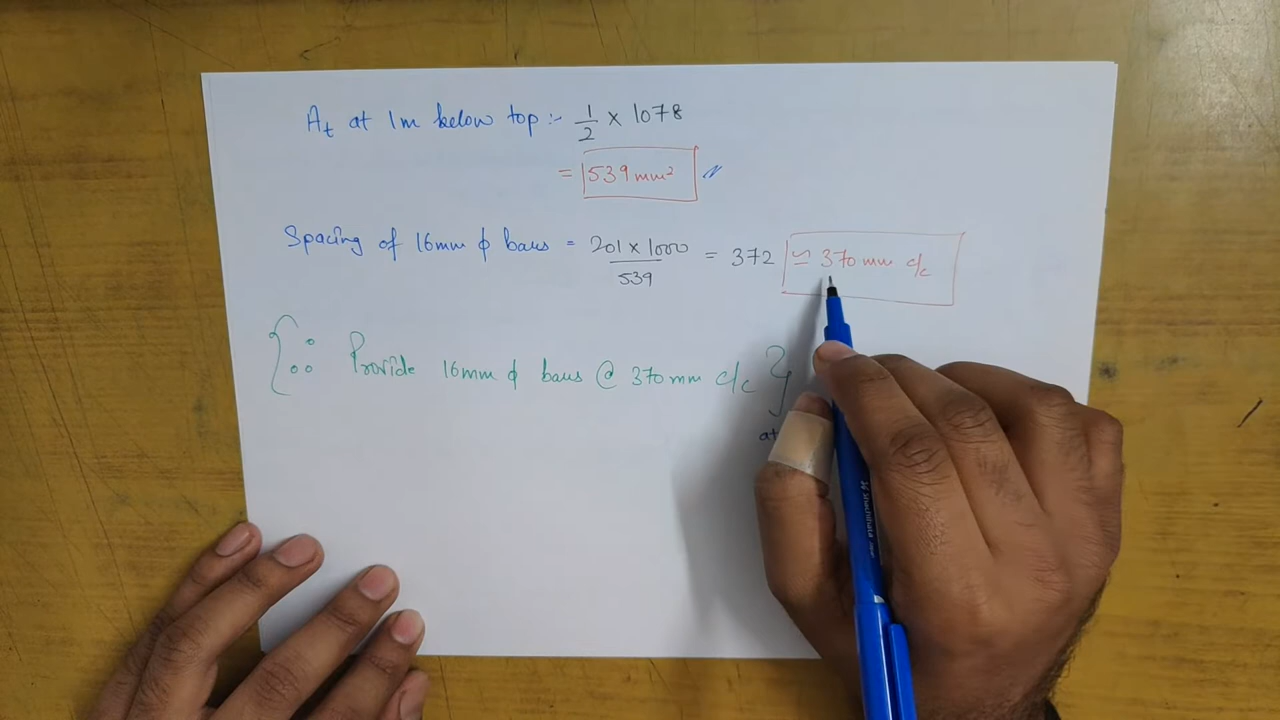 At at 1m below top :- 1/2 × 1078
= 539 mm²
Spacing of 16mm ϕ bars = 201 × 1000 / 539 = 372 ≃ 370 mm c/c
{∴ Provide 16mm ϕ bars @ 370 mm c/c}
at